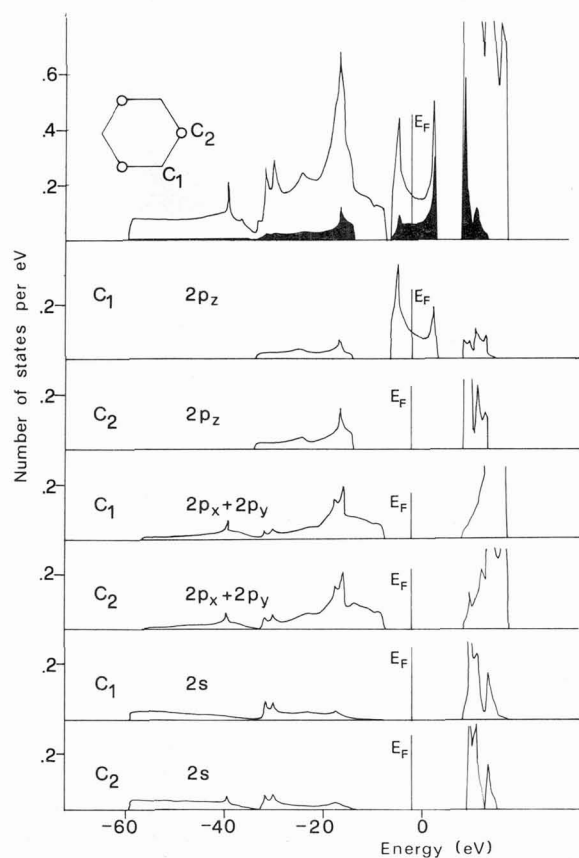 .6
.4
.2
C2
C1
EF
C1 2pz
.2
EF
C2 2pz
.2
EF
C1 2px+2py
.2
EF
C2 2px+2py
.2
EF
C1 2s
.2
EF
C2 2s
.2
EF
Number of states per eV
-60 -40 -20 0
Energy (eV)